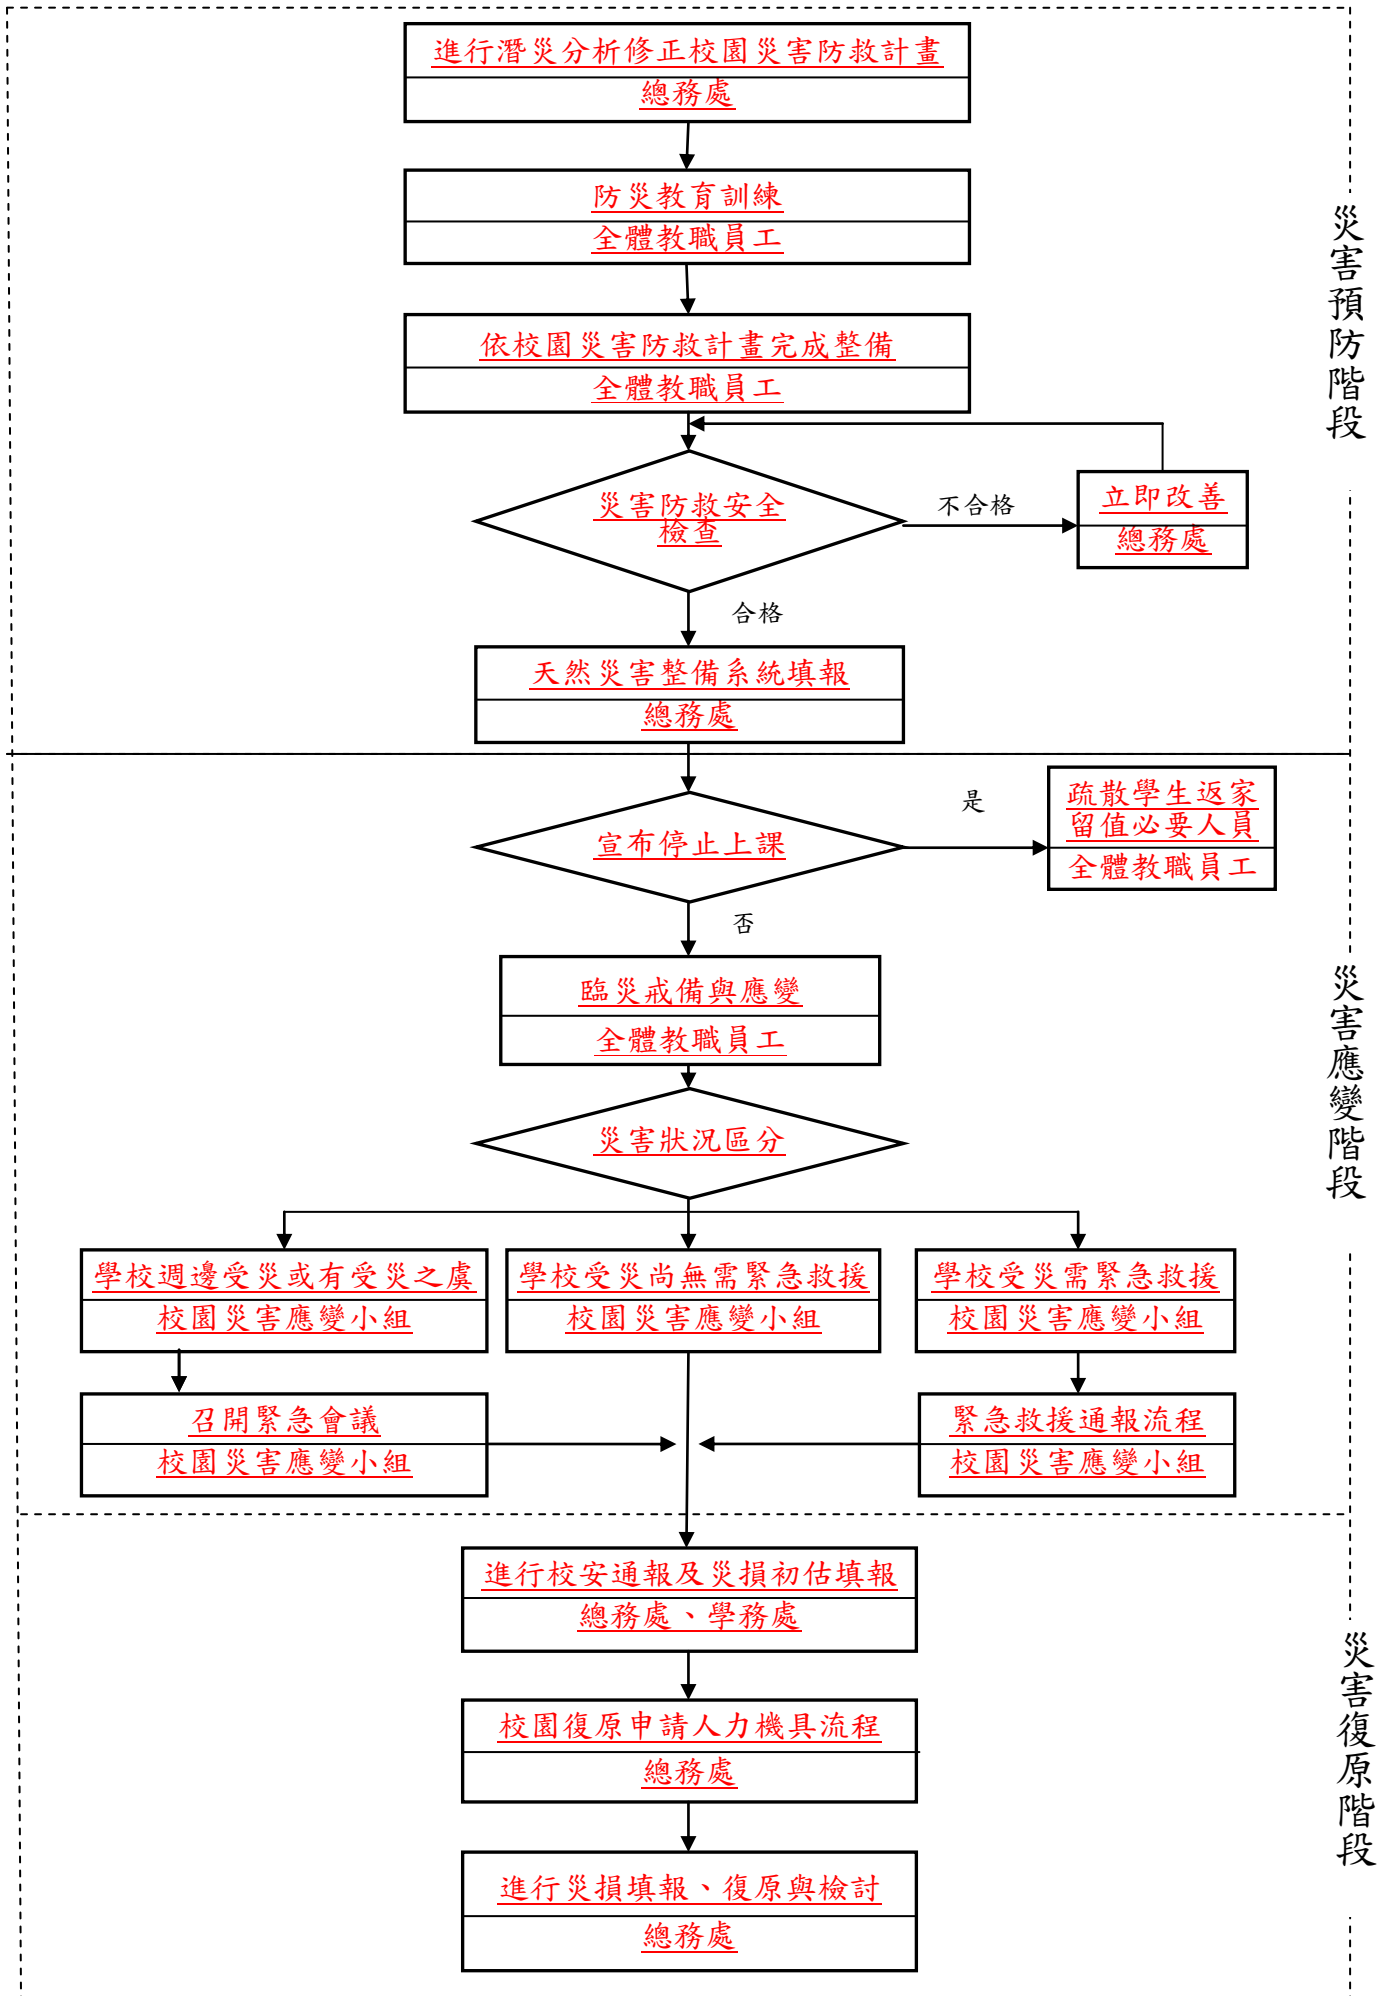 進行潛災分析修正校園災害防救計畫
總務處
防災教育訓練
全體教職員工
依校園災害防救計畫完成整備
全體教職員工
災害預防階段
災害防救安全
檢查
不合格
立即改善
總務處
合格
天然災害整備系統填報
總務處
宣布停止上課
是
疏散學生返家
留值必要人員
全體教職員工
否
臨災戒備與應變
全體教職員工
災害應變階段
災害狀況區分
學校週邊受災或有受災之虞
校園災害應變小組
學校受災尚無需緊急救援
校園災害應變小組
學校受災需緊急救援
校園災害應變小組
召開緊急會議
校園災害應變小組
緊急救援通報流程
校園災害應變小組
進行校安通報及災損初估填報
總務處、學務處
校園復原申請人力機具流程
總務處
災害復原階段
進行災損填報、復原與檢討
總務處